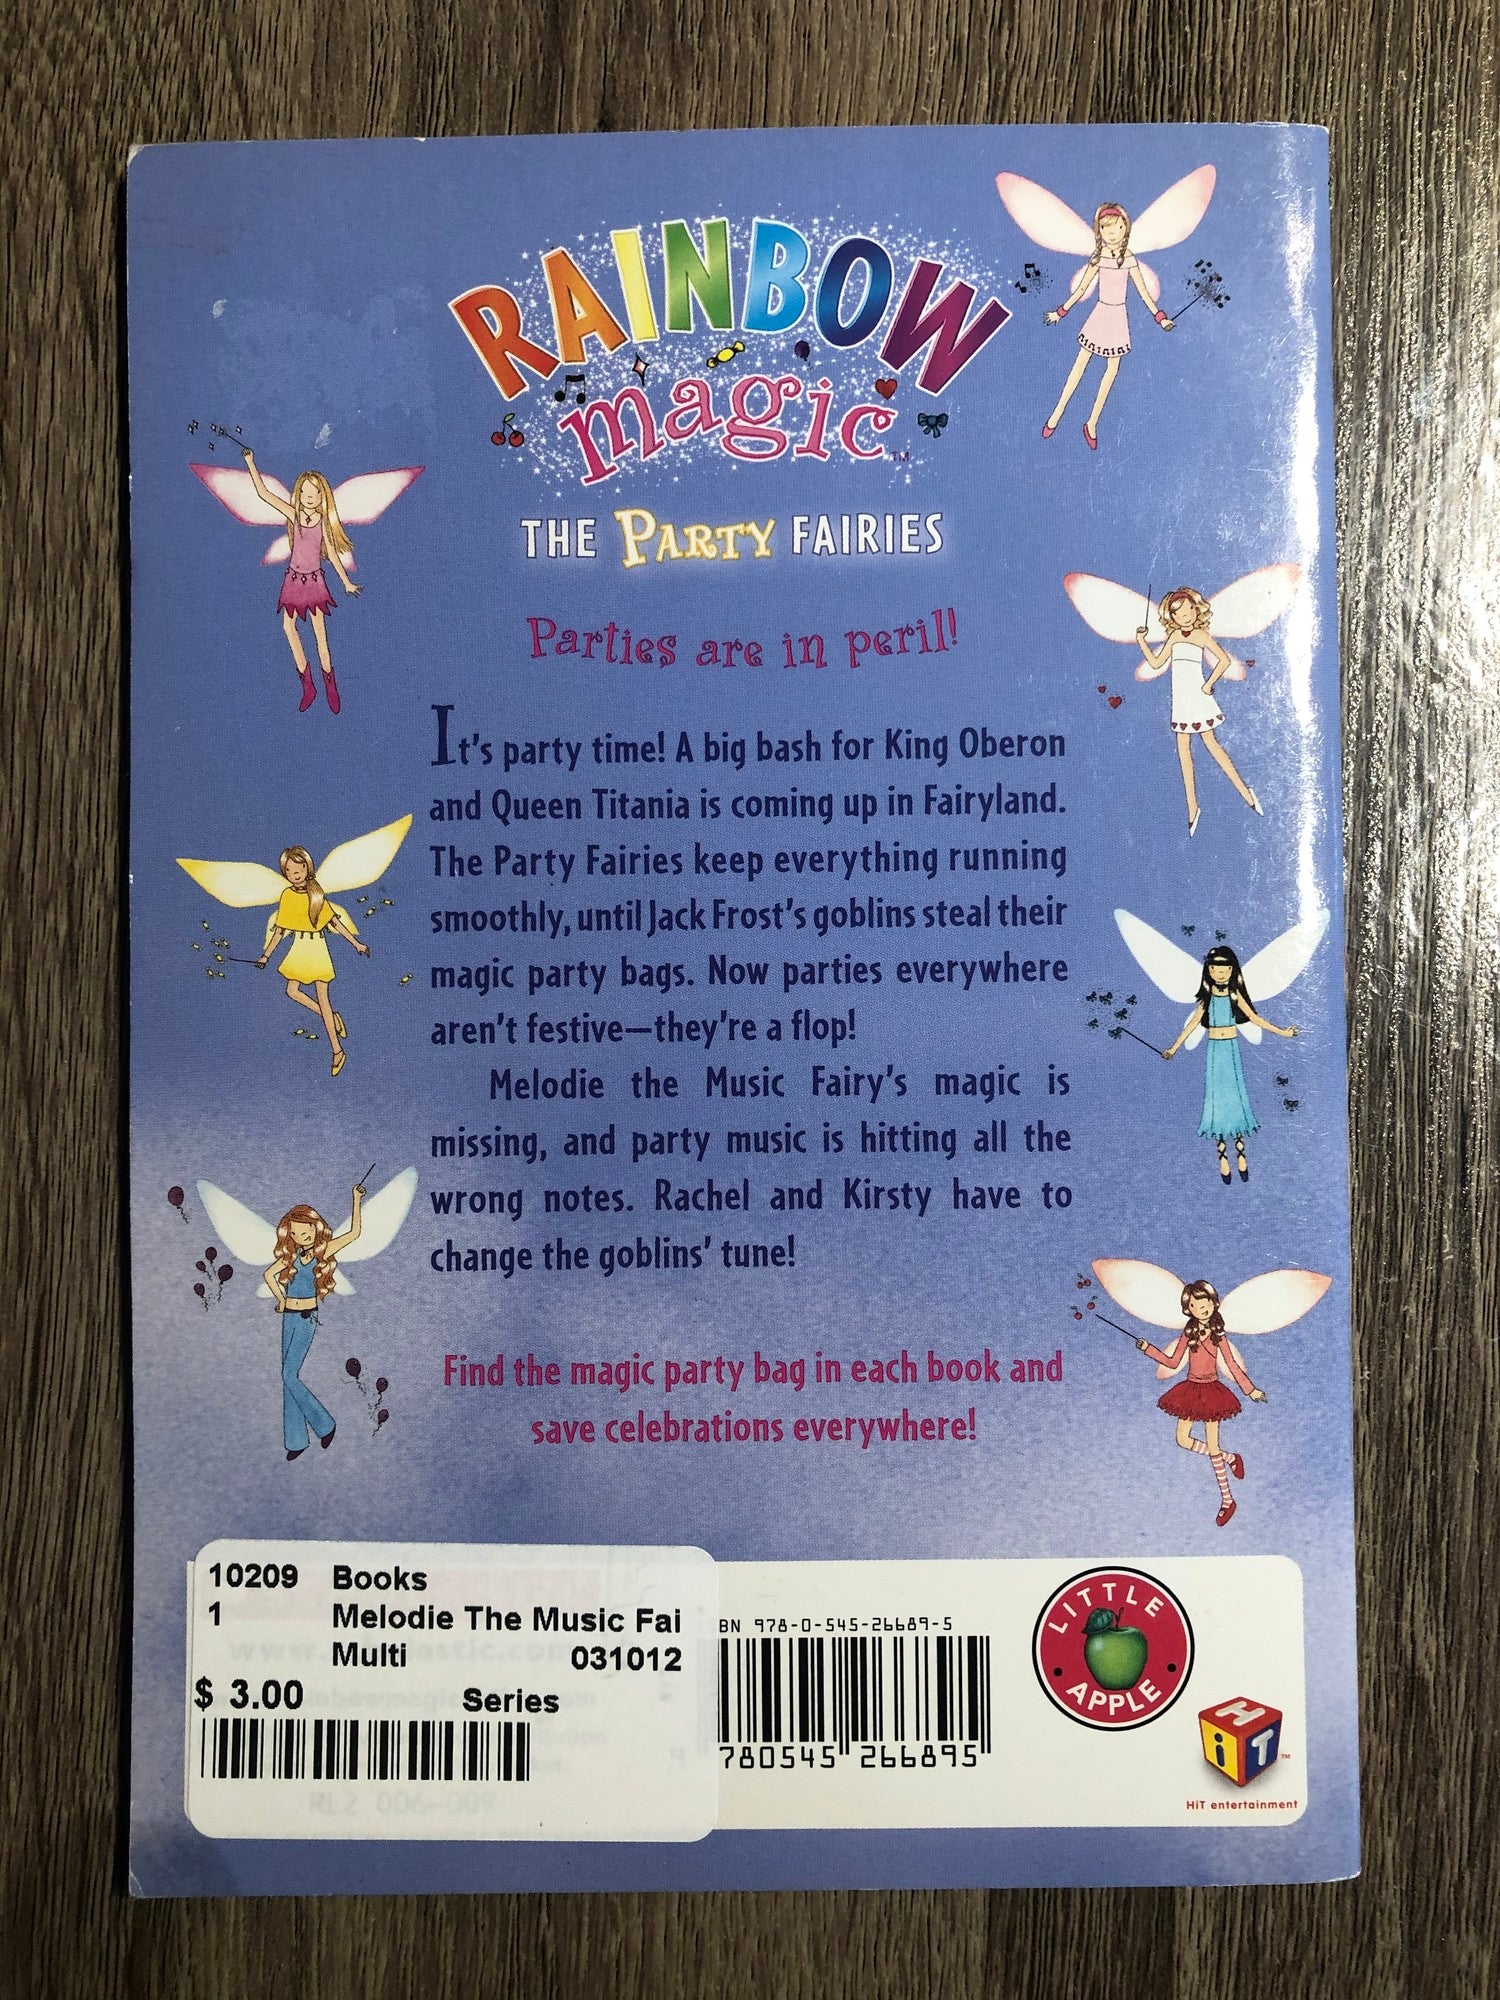 RAINBOW
magic™
THE PARTY FAIRIES
Parties are in peril!
It's party time! A big bash for King Oberon
and Queen Titania is coming up in Fairyland.
The Party Fairies keep everything running
smoothly, until Jack Frost's goblins steal their
magic party bags. Now parties everywhere
aren't festive—they're a flop!
Melodie the Music Fairy's magic is
missing, and party music is hitting all the
wrong notes. Rachel and Kirsty have to
change the goblins' tune!
Find the magic party bag in each book and
save celebrations everywhere!
10209 Books
1 Melodie The Music Fai
Multi 031012
$ 3.00 Series
BN 978-0-545-26689-5
780545 266895
LITTLE
APPLE
HiT™
HiT entertainment